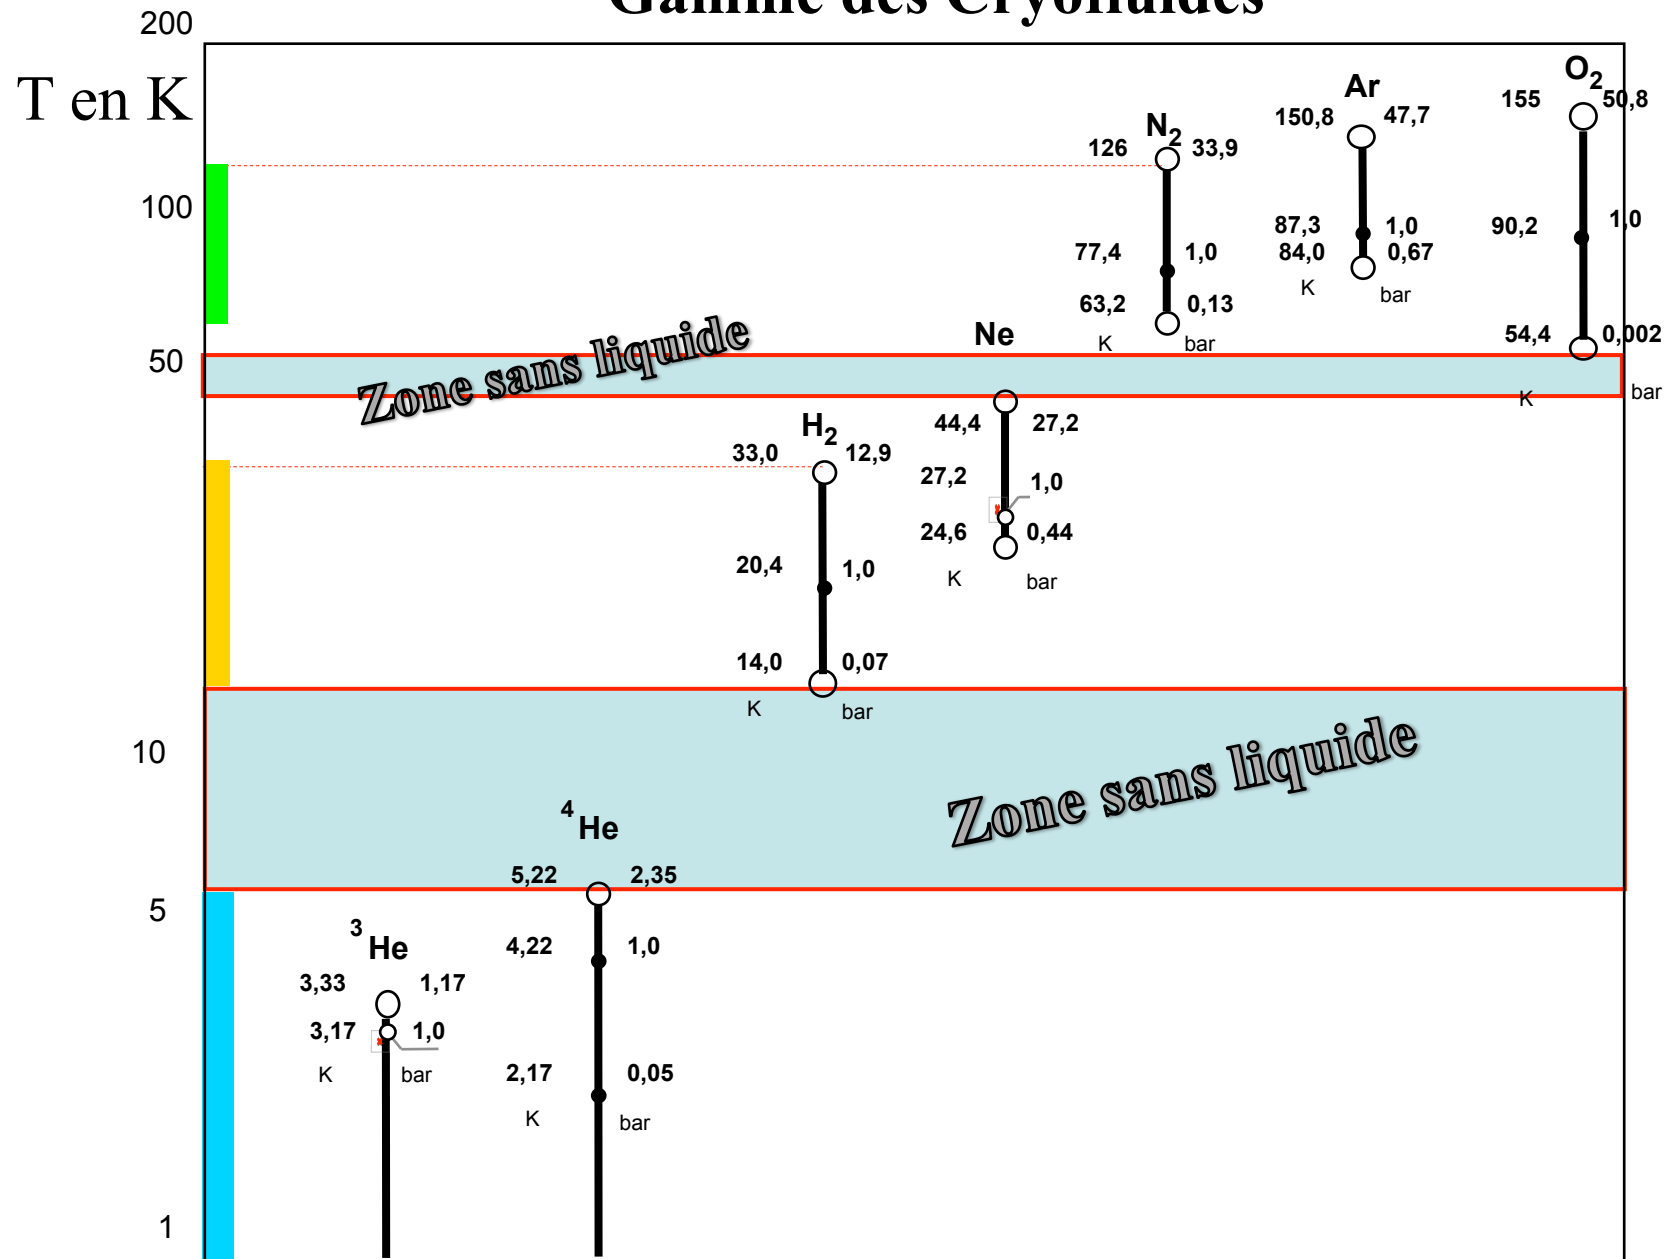 Gamme des Cryofluides
200
T en K
O2
Ar
155 50,8
150,8 47,7
N2
126 33,9
100
87,3 1,0
90,2 1,0
77,4 1,0
84,0 0,67
K bar
63,2 0,13
K bar
Ne
54,4 0,002
Zone sans liquide
50
K bar
44,4 27,2
H2
33,0 12,9
27,2 1,0
24,6 0,44
K bar
20,4 1,0
14,0 0,07
K bar
10
Zone sans liquide
4He
5,22 2,35
5
3He
4,22 1,0
3,33 1,17
3,17 1,0
K bar
2,17 0,05
K bar
1